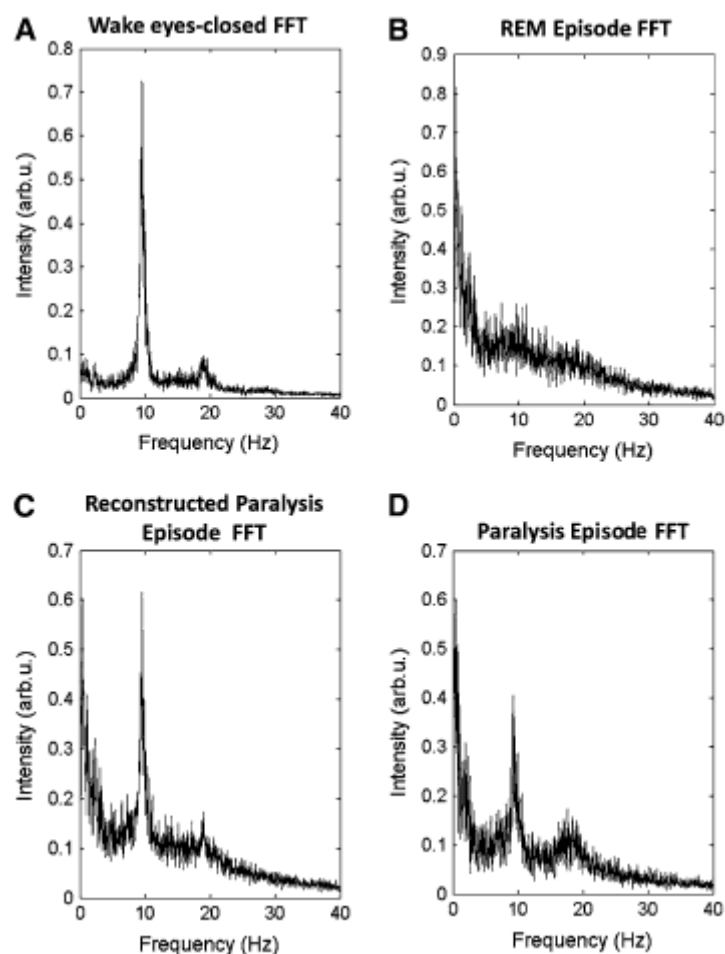 A
Wake eyes-closed FFT
0.8
0.7
0.6
0.5
0.4
0.3
0.2
0.1
0
Intensity (arb.u.)
0 10 20 30 40
Frequency (Hz)
B
REM Episode FFT
0.9
0.8
0.7
0.6
0.5
0.4
0.3
0.2
0.1
0
Intensity (arb.u.)
0 10 20 30 40
Frequency (Hz)
C
Reconstructed Paralysis
Episode FFT
0.7
0.6
0.5
0.4
0.3
0.2
0.1
0
Intensity (arb.u.)
0 10 20 30 40
Frequency (Hz)
D
Paralysis Episode FFT
0.7
0.6
0.5
0.4
0.3
0.2
0.1
0
Intensity (arb.u.)
0 10 20 30 40
Frequency (Hz)